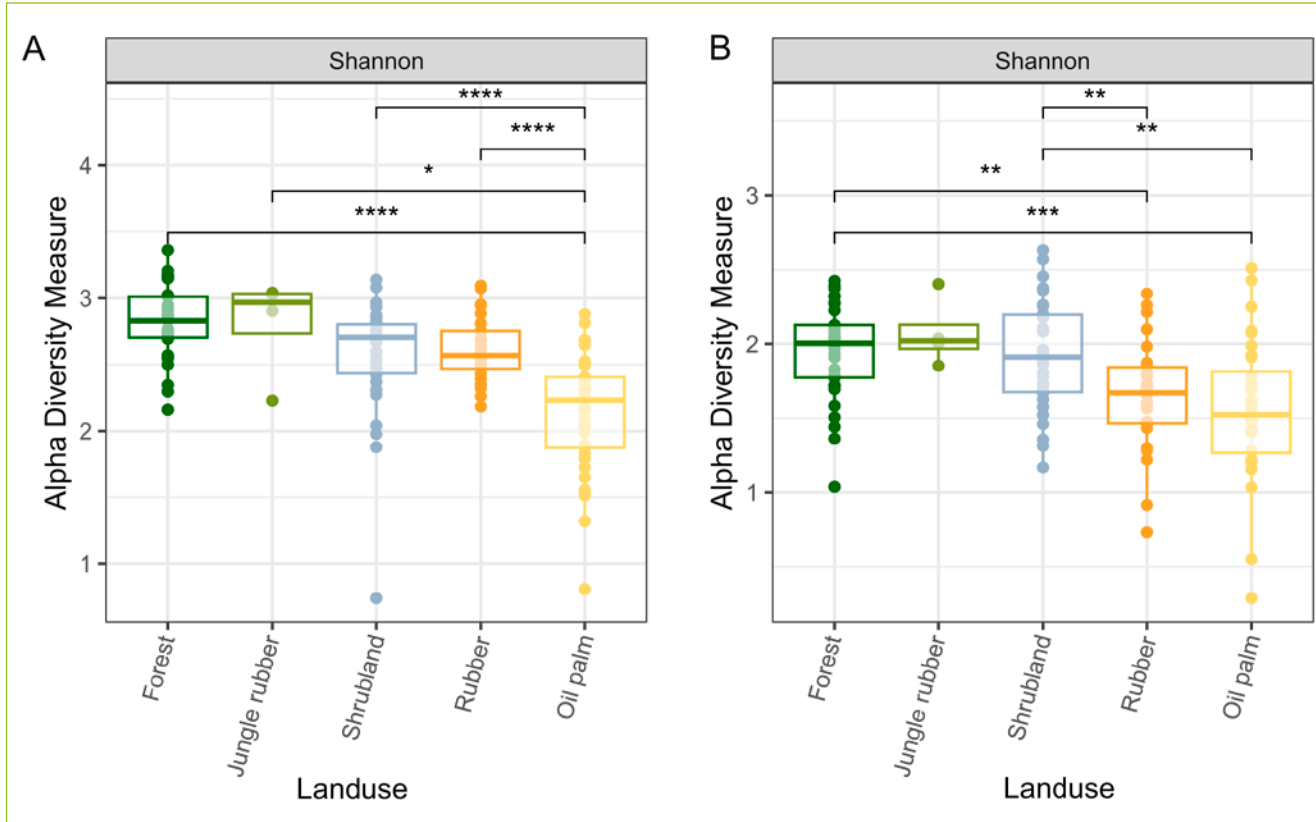 A
Shannon
****
****
*
****
Alpha Diversity Measure
4
3
2
1
Forest
Jungle rubber
Shrubland
Rubber
Oil palm
Landuse
B
Shannon
**
**
**
***
Alpha Diversity Measure
3
2
1
Forest
Jungle rubber
Shrubland
Rubber
Oil palm
Landuse